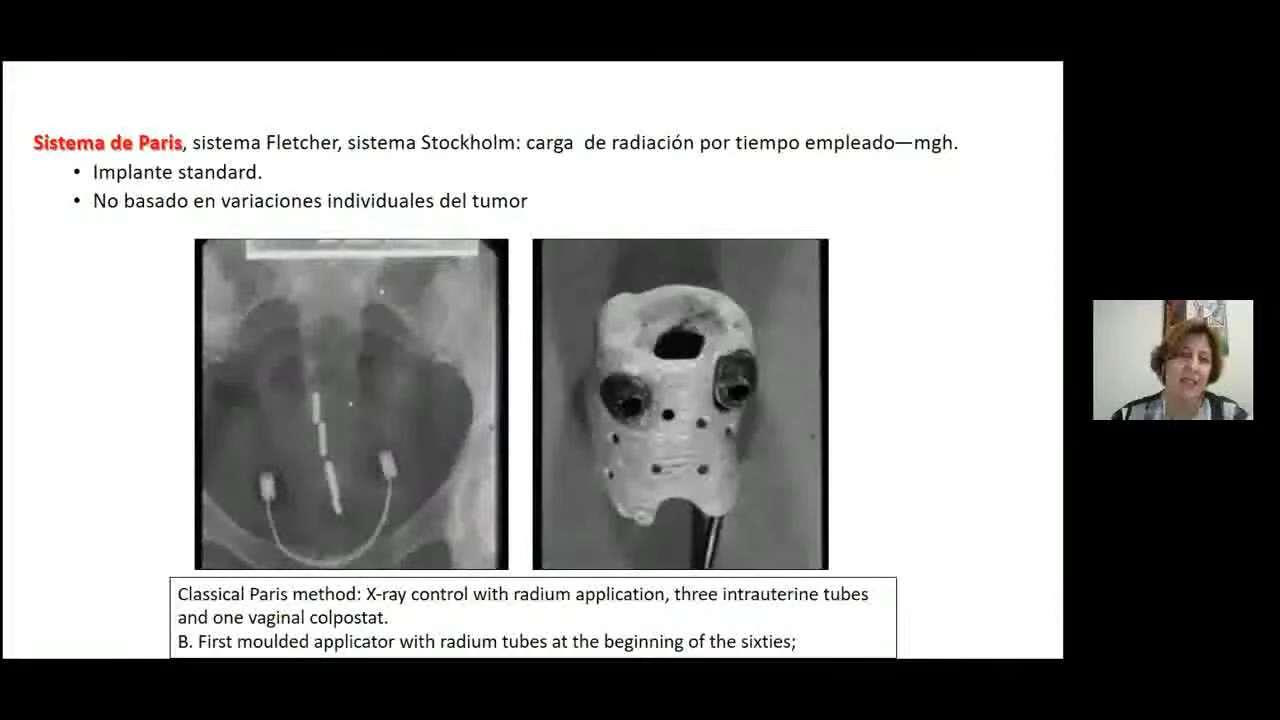 Sistema de Paris, sistema Fletcher, sistema Stockholm: carga  de radiación por tiempo empleado—mgh.
• Implante standard.
• No basado en variaciones individuales del tumor
Classical Paris method: X-ray control with radium application, three intrauterine tubes
and one vaginal colpostat.
B. First moulded applicator with radium tubes at the beginning of the sixties;